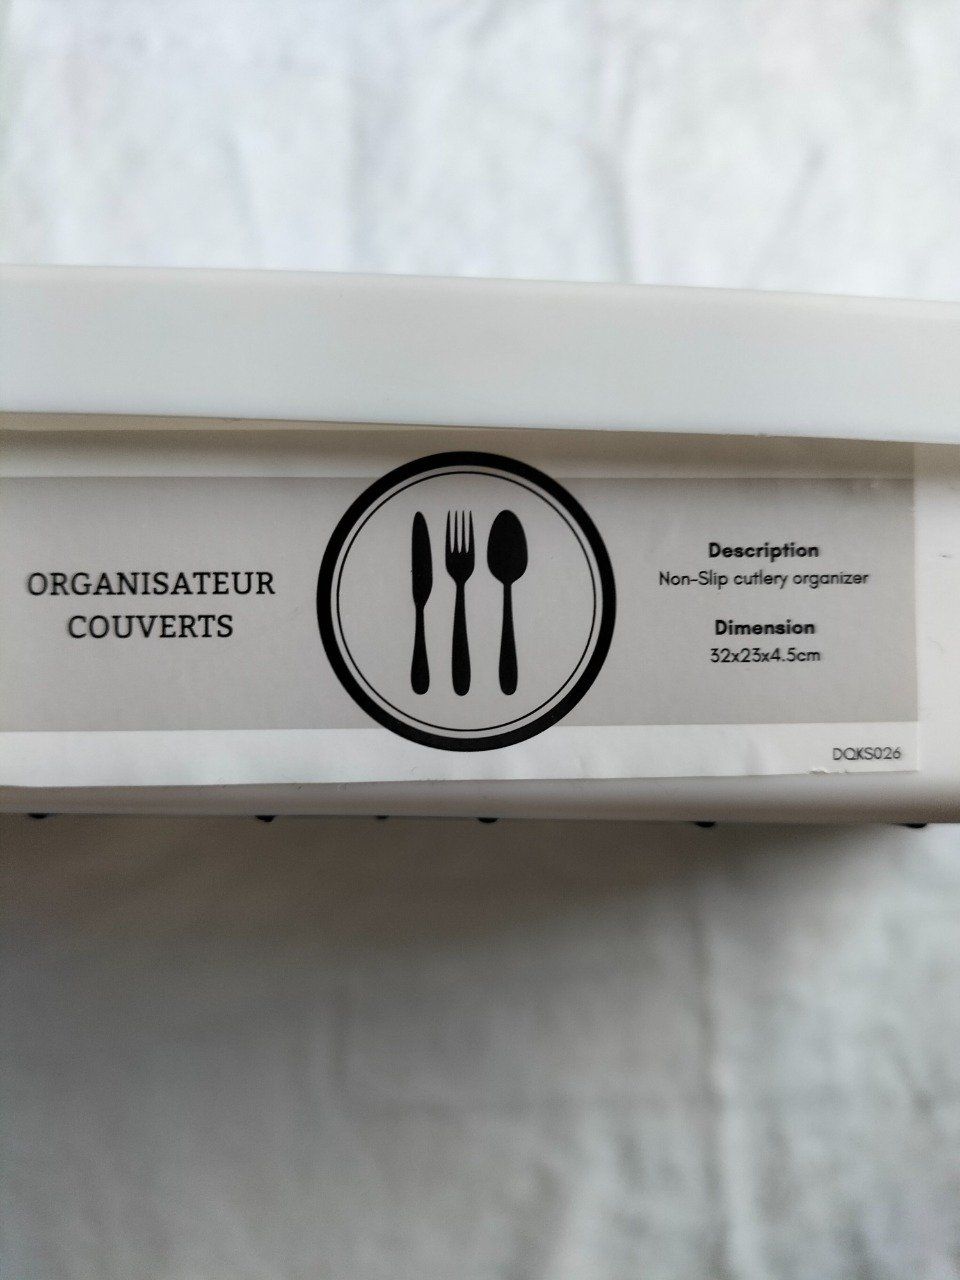 ORGANISATEUR
COUVERTS
Description
Non-Slip cutlery organizer
Dimension
32x23x4.5cm
DQKS026